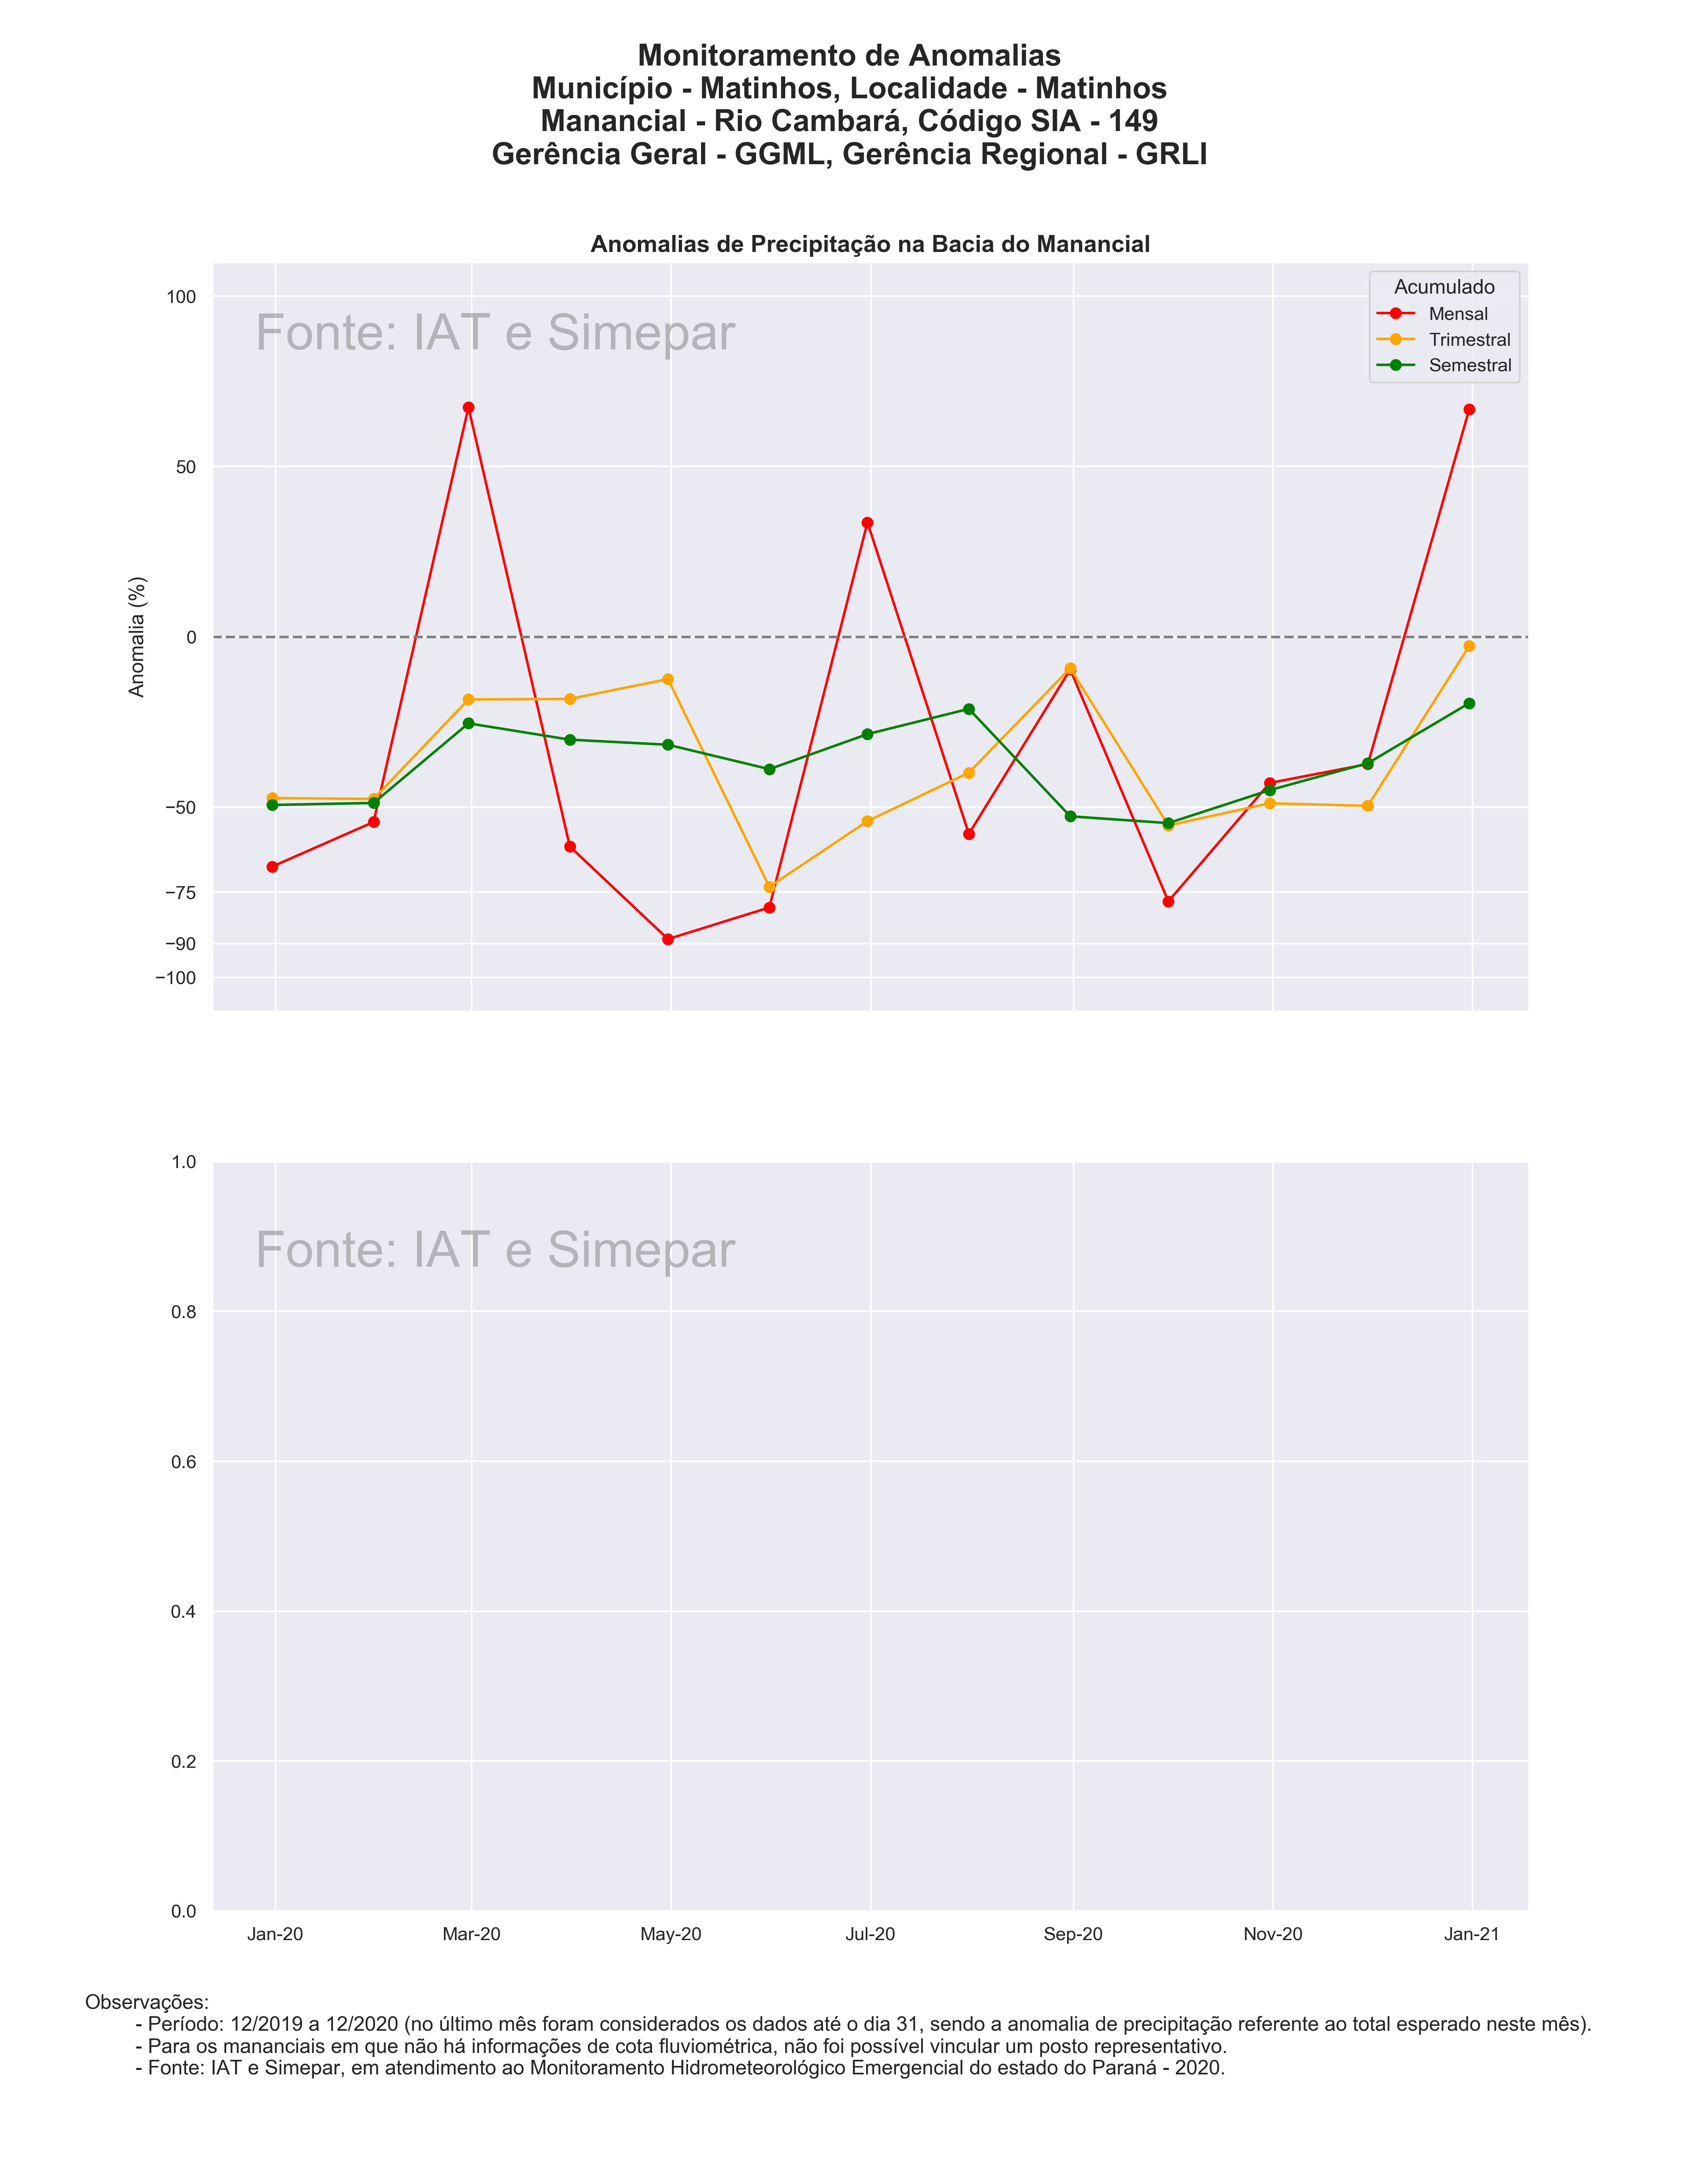 Monitoramento de Anomalias
Município - Matinhos, Localidade - Matinhos
Manancial - Rio Cambará, Código SIA - 149
Gerência Geral - GGML, Gerência Regional - GRLI
Anomalias de Precipitação na Bacia do Manancial
Fonte: IAT e Simepar
Acumulado
Mensal
Trimestral
Semestral
Anomalia (%)
100
50
0
−50
−75
−90
−100
Fonte: IAT e Simepar
1.0
0.8
0.6
0.4
0.2
0.0
Jan-20 Mar-20 May-20 Jul-20 Sep-20 Nov-20 Jan-21
Observações:
- Período: 12/2019 a 12/2020 (no último mês foram considerados os dados até o dia 31, sendo a anomalia de precipitação referente ao total esperado neste mês).
- Para os mananciais em que não há informações de cota fluviométrica, não foi possível vincular um posto representativo.
- Fonte: IAT e Simepar, em atendimento ao Monitoramento Hidrometeorológico Emergencial do estado do Paraná - 2020.